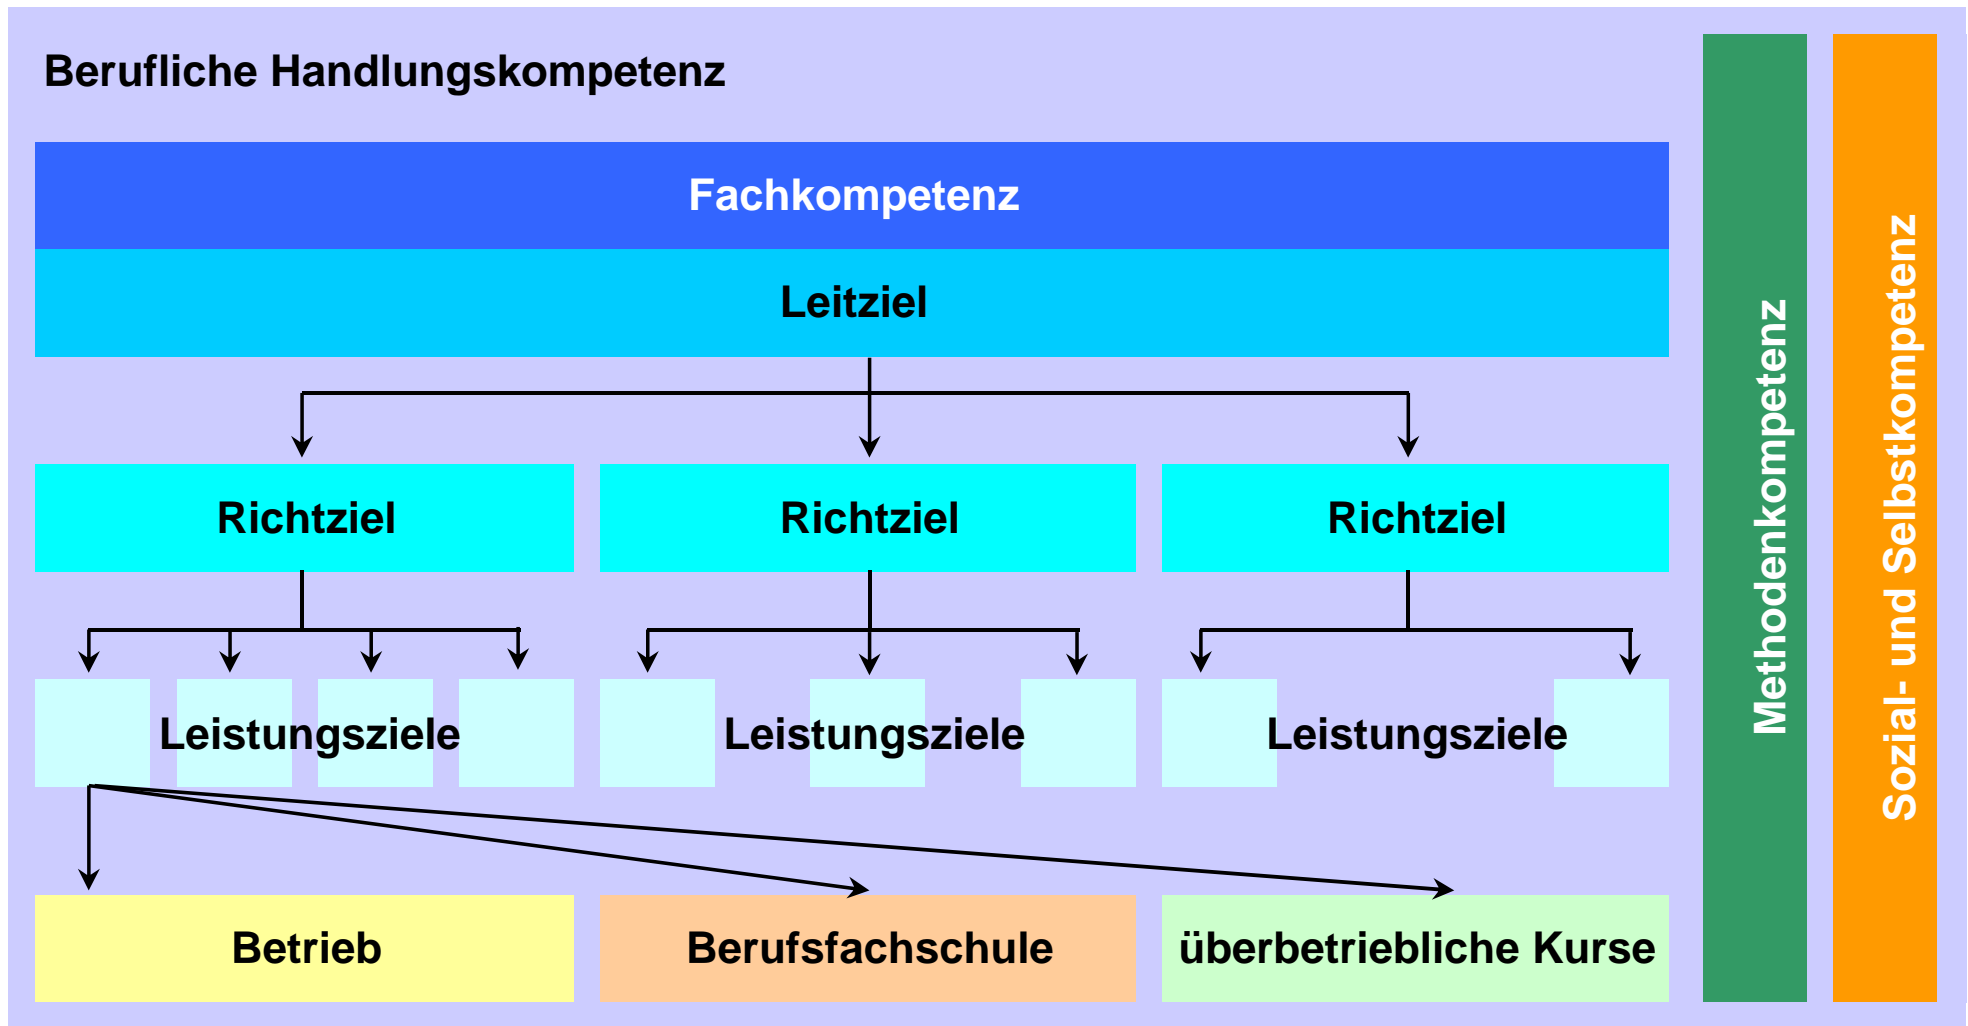 Berufliche Handlungskompetenz
Fachkompetenz
Leitziel
Richtziel
Richtziel
Richtziel
Leistungsziele
Leistungsziele
Leistungsziele
Betrieb
Berufsfachschule
überbetriebliche Kurse
Methodenkompetenz
Sozial- und Selbstkompetenz